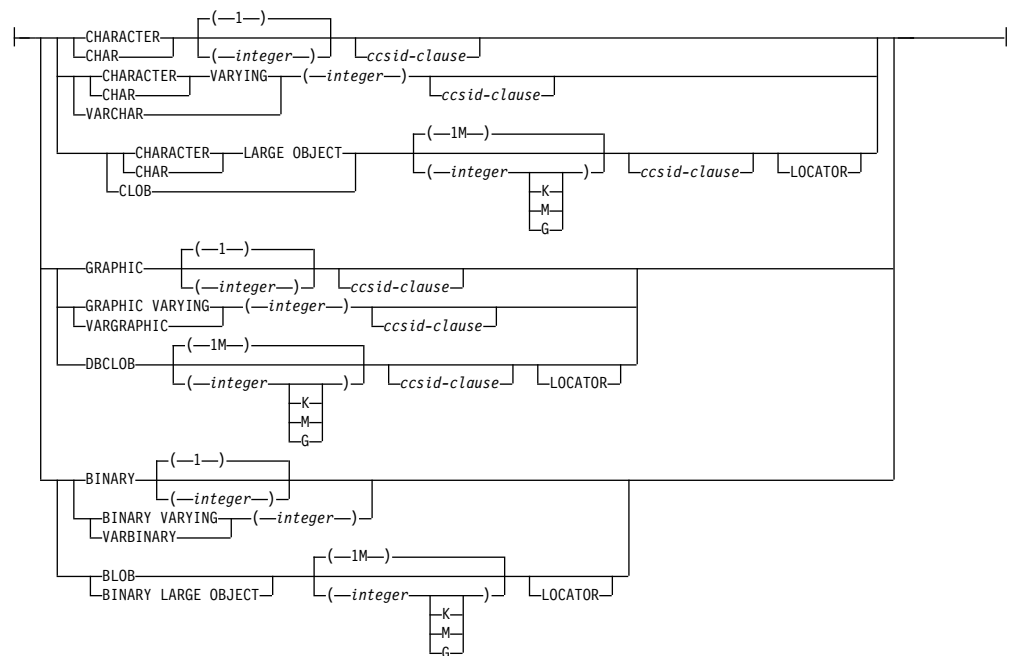 (—1—)
CHARACTER
CHAR (—integer—) ccsid-clause
CHARACTER VARYING (—integer—)
CHAR ccsid-clause
VARCHAR
(—1M—)
CHARACTER LARGE OBJECT
CHAR (—integer ) ccsid-clause LOCATOR
CLOB K
M
G
(—1—)
GRAPHIC
(—integer—) ccsid-clause
GRAPHIC VARYING (—integer—)
VARGRAPHIC ccsid-clause
(—1M—)
DBCLOB
(—integer ) ccsid-clause LOCATOR
K
M
G
(—1—)
BINARY
(—integer—)
BINARY VARYING (—integer—)
VARBINARY
(—1M—)
BLOB
BINARY LARGE OBJECT (—integer ) LOCATOR
K
M
G